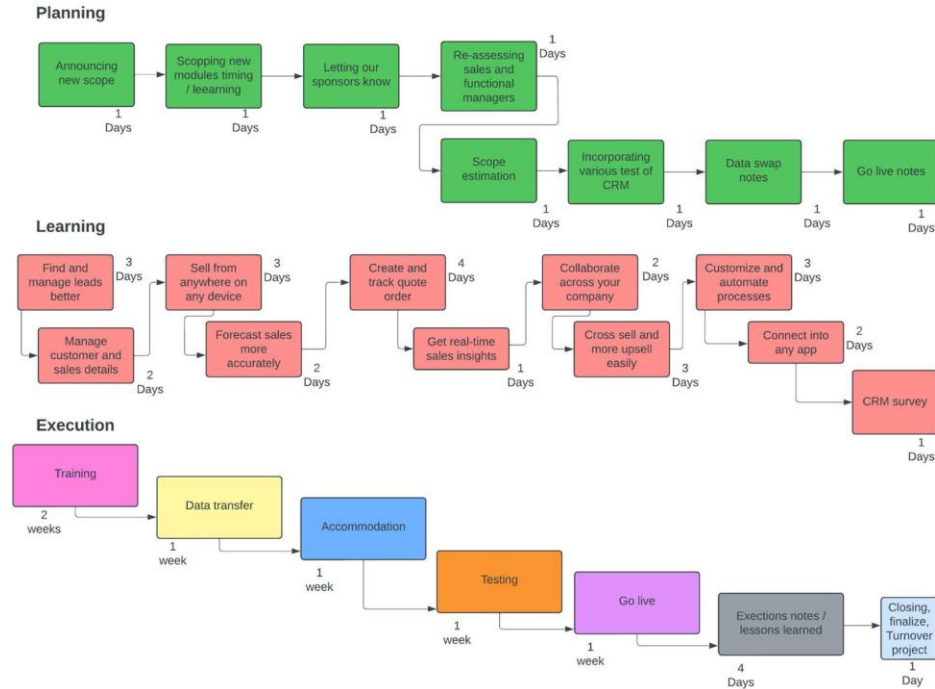 Planning
Announcing
new scope
1
Days
Scopping new
modules timing
/ leearning
1
Days
Letting our
sponsors know
1
Days
Re-assessing
sales and
functional
managers
1
Days
Scope
estimation
1
Days
Incorporating
various test of
CRM
1
Days
Data swap
notes
1
Days
Go live notes
1
Days
Learning
Find and
manage leads
better
3
Days
Manage
customer and
sales details
2
Days
Sell from
anywhere on
any device
3
Days
Forecast sales
more
accurately
2
Days
Create and
track quote
order
4
Days
Get real-time
sales insights
1
Days
Collaborate
across your
company
2
Days
Cross sell and
more upsell
easily
3
Days
Customize and
automate
processes
3
Days
Connect into
any app
2
Days
CRM survey
1
Days
Execution
Training
2
weeks
Data transfer
1
week
Accommodation
1
week
Testing
1
week
Go live
1
week
Exections notes /
lessons learned
4
Days
Closing,
finalize,
Turnover
project
1
Day